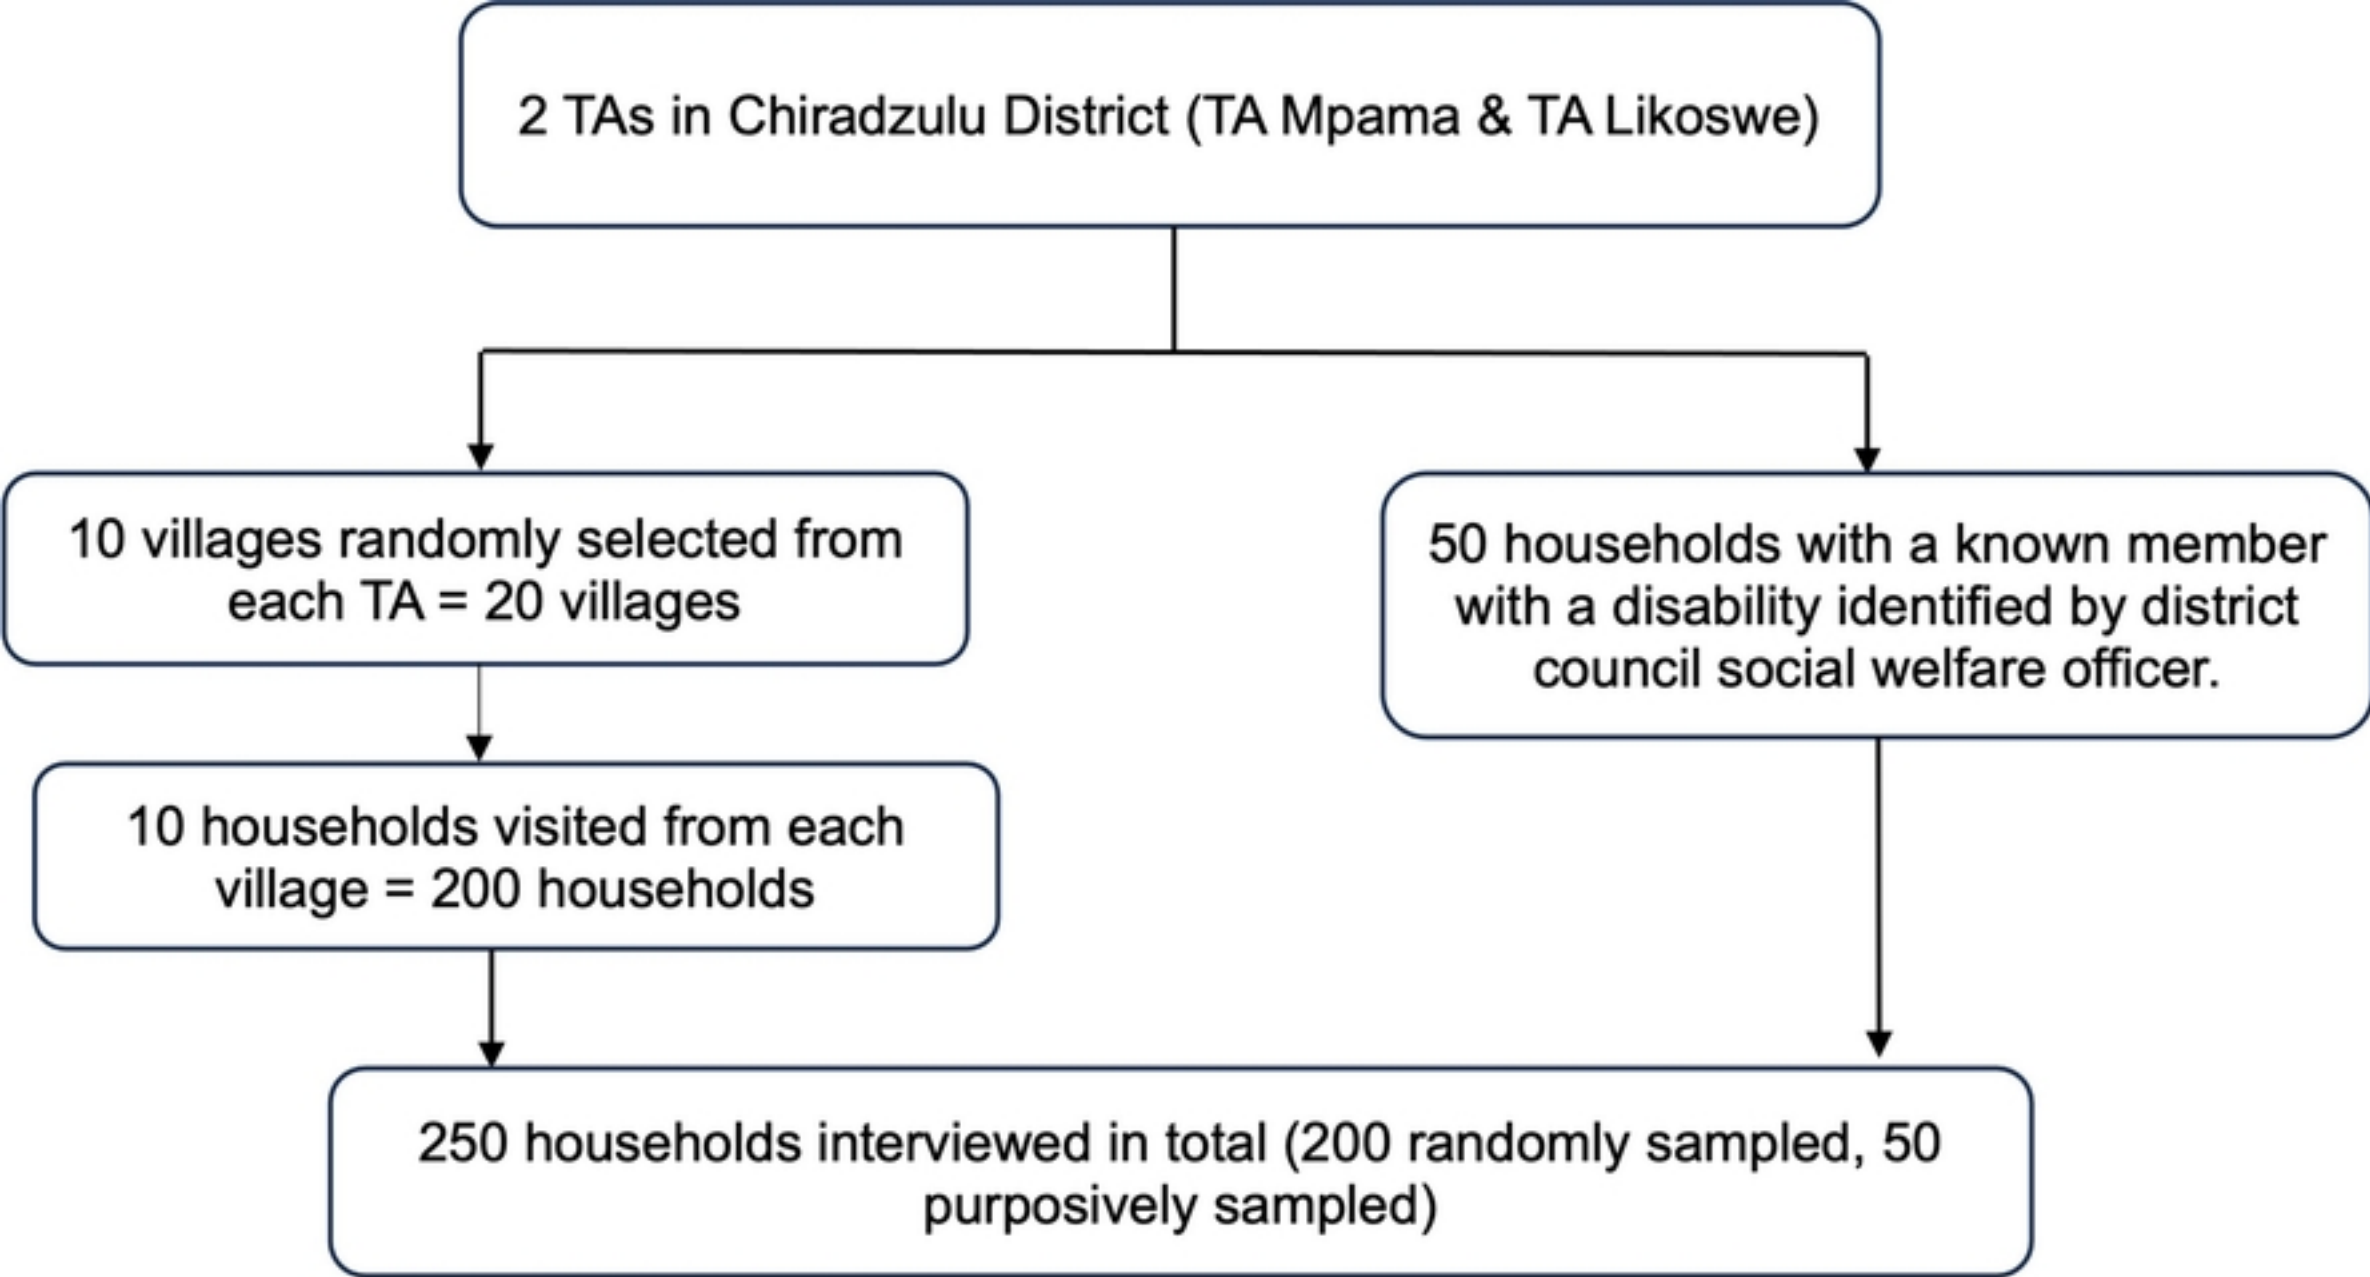 2 TAs in Chiradzulu District (TA Mpama & TA Likoswe)
10 villages randomly selected from
each TA = 20 villages
50 households with a known member
with a disability identified by district
council social welfare officer.
10 households visited from each
village = 200 households
250 households interviewed in total (200 randomly sampled, 50
purposively sampled)